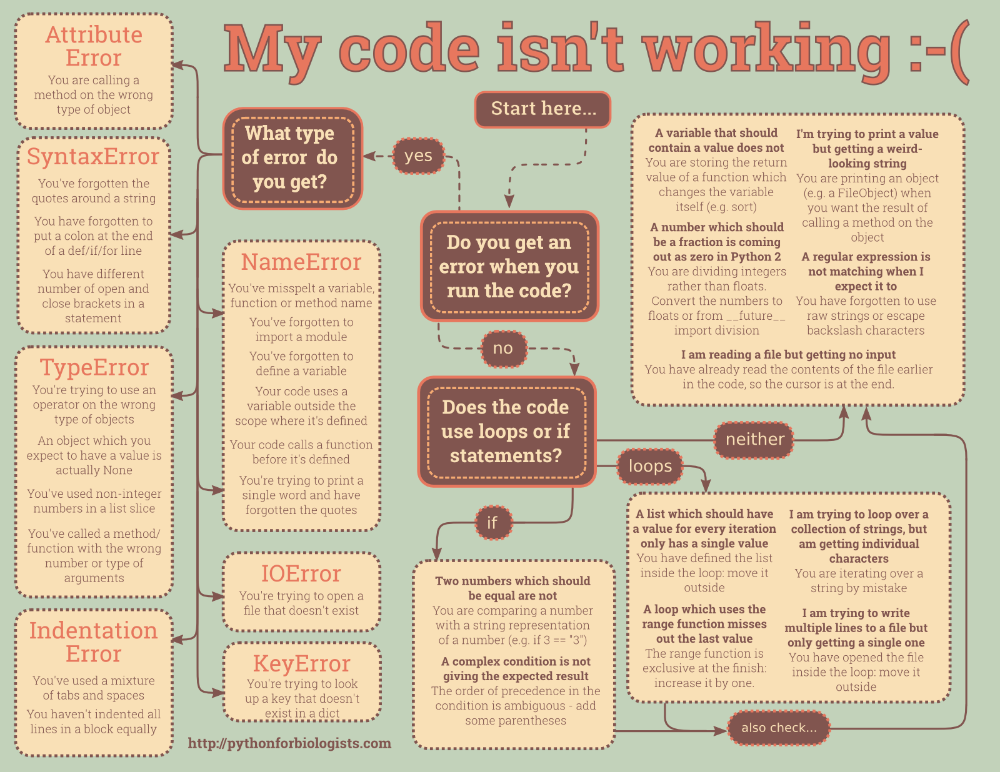 My code isn't working :-(
Start here...
Do you get an
error when you
run the code?
yes
What type
of error do
you get?
Attribute
Error
You are calling a
method on the wrong
type of object
SyntaxError
You've forgotten the
quotes around a string
You have forgotten to
put a colon at the end
of a def/if/for line
You have different
number of open and
close brackets in a
statement
TypeError
You're trying to use an
operator on the wrong
type of objects
An object which you
expect to have a value is
actually None
You've used non-integer
numbers in a list slice
You've called a method/
function with the wrong
number or type of
arguments
Indentation
Error
You've used a mixture
of tabs and spaces
You haven't indented all
lines in a block equally
NameError
You've misspelt a variable,
function or method name
You've forgotten to
import a module
You've forgotten to
define a variable
Your code uses a
variable outside the
scope where it's defined
Your code calls a function
before it's defined
You're trying to print a
single word and have
forgotten the quotes
IOError
You're trying to open a
file that doesn't exist
KeyError
You're trying to look
up a key that doesn't
exist in a dict
no
Does the code
use loops or if
statements?
neither
A variable that should
contain a value does not
You are storing the return
value of a function which
changes the variable
itself (e.g. sort)
A number which should
be a fraction is coming
out as zero in Python 2
You are dividing integers
rather than floats.
Convert the numbers to
floats or from __future__
import division
I'm trying to print a value
but getting a weird-
looking string
You are printing an object
(e.g. a FileObject) when
you want the result of
calling a method on the
object
A regular expression is
not matching when I
expect it to
You have forgotten to use
raw strings or escape
backslash characters
I am reading a file but getting no input
You have already read the contents of the file earlier
in the code, so the cursor is at the end.
loops
A list which should have
a value for every iteration
only has a single value
You have defined the list
inside the loop: move it
outside
A loop which uses the
range function misses
out the last value
The range function is
exclusive at the finish:
increase it by one.
I am trying to loop over a
collection of strings, but
am getting individual
characters
You are iterating over a
string by mistake
I am trying to write
multiple lines to a file but
only getting a single one
You have opened the file
inside the loop: move it
outside
if
Two numbers which should
be equal are not
You are comparing a number
with a string representation
of a number (e.g. if 3 == "3")
A complex condition is not
giving the expected result
The order of precedence in the
condition is ambiguous - add
some parentheses
also check...
http://pythonforbiologists.com